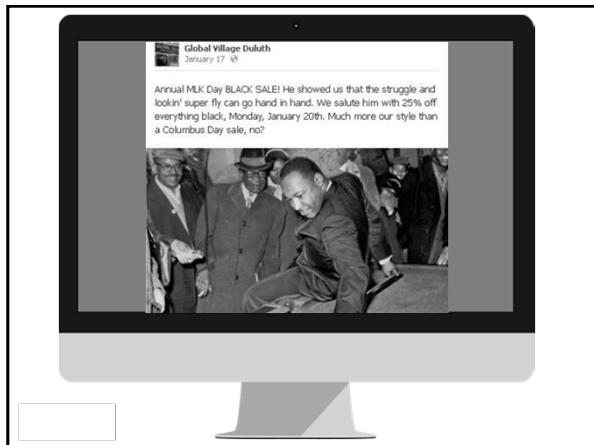 Global Village Duluth
January 17
Annual MLK Day BLACK SALE! He showed us that the struggle and
lookin' super fly can go hand in hand. We salute him with 25% off
everything black, Monday, January 20th. Much more our style than
a Columbus Day sale, no?